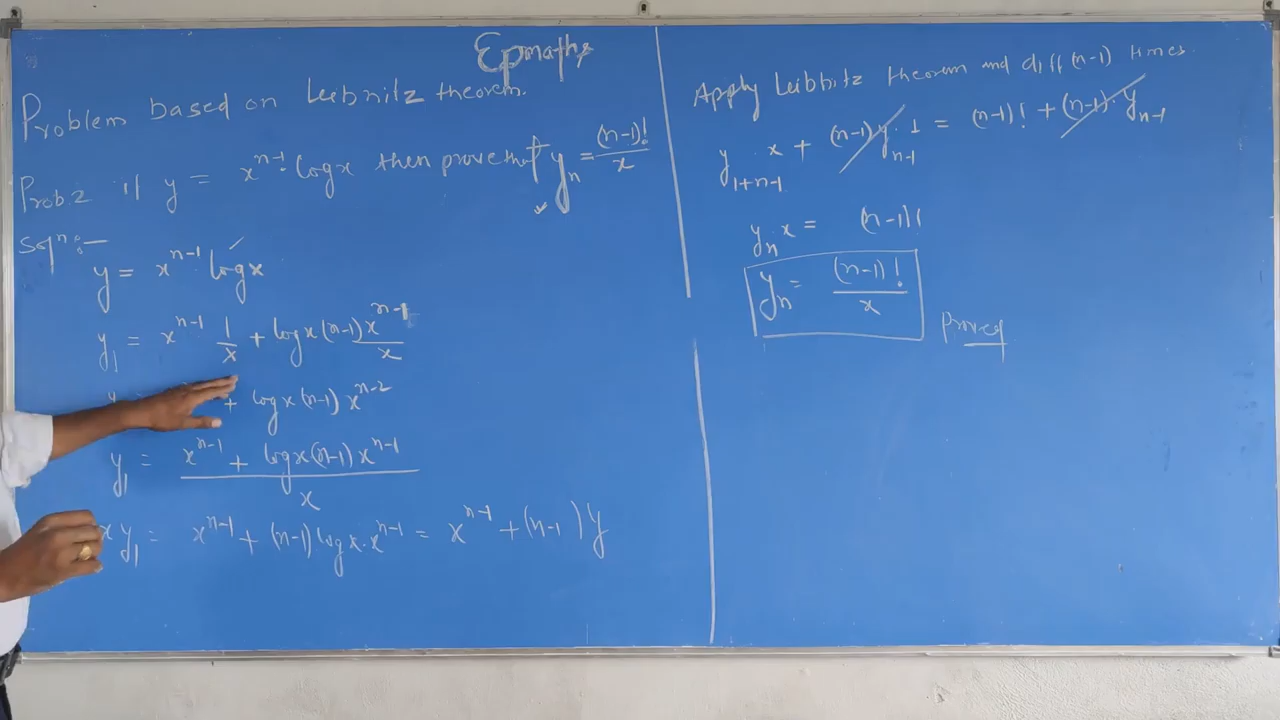 Epmaths
Problem based on Leibnitz theorem.
Prob 2 if y = x^{n-1}. log x then prove that y_n = (n-1)!/x
Solⁿ:-
y = x^{n-1}. log x
y_1 = x^{n-1} 1/x + log x (n-1) x^{n-1}/x
+ log x (n-1) x^{n-2}
y_1 = (x^{n-1} + log x (n-1) x^{n-1})/x
x y_1 = x^{n-1} + (n-1) log x . x^{n-1} = x^{n-1} + (n-1) y
Apply Leibnitz theorem and diff (n-1) times
y_{1+n-1} . x + (n-1) y_{n-1} . 1 = (n-1)! + (n-1) . y_{n-1}
y_n x = (n-1)!
y_n = (n-1)!/x
Proved